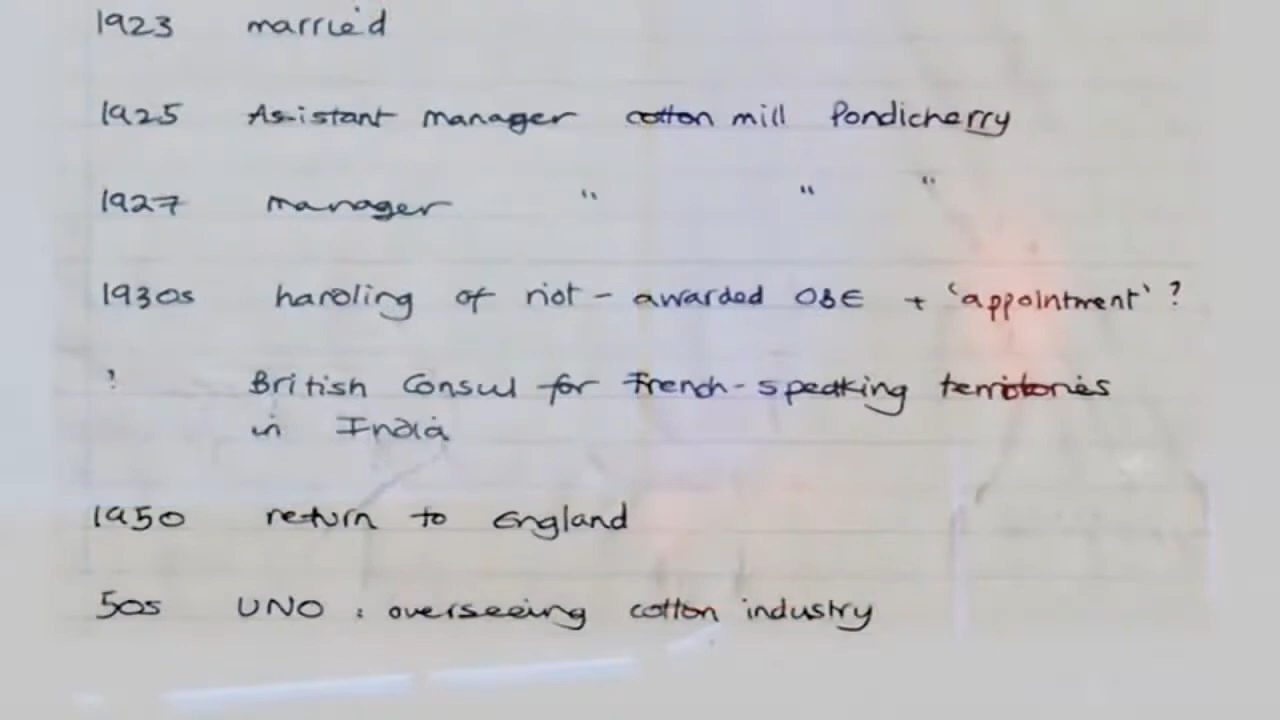 1923 married
1925 Assistant manager cotton mill Pondicherry
1927 manager " " "
1930s handling of riot - awarded OBE + 'appointment' ?
? British Consul for French-speaking territories
in India
1950 return to England
50s UNO : overseeing cotton industry